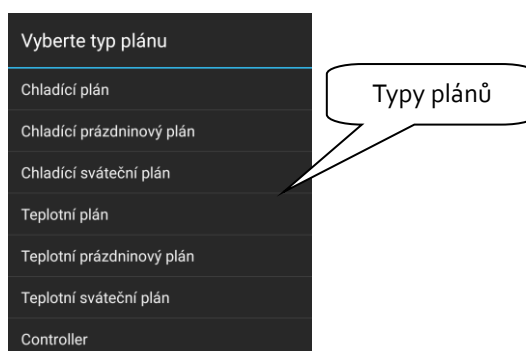 Vyberte typ plánu
Chladící plán
Chladící prázdninový plán
Chladící sváteční plán
Teplotní plán
Teplotní prázdninový plán
Teplotní sváteční plán
Controller
Typy plánů